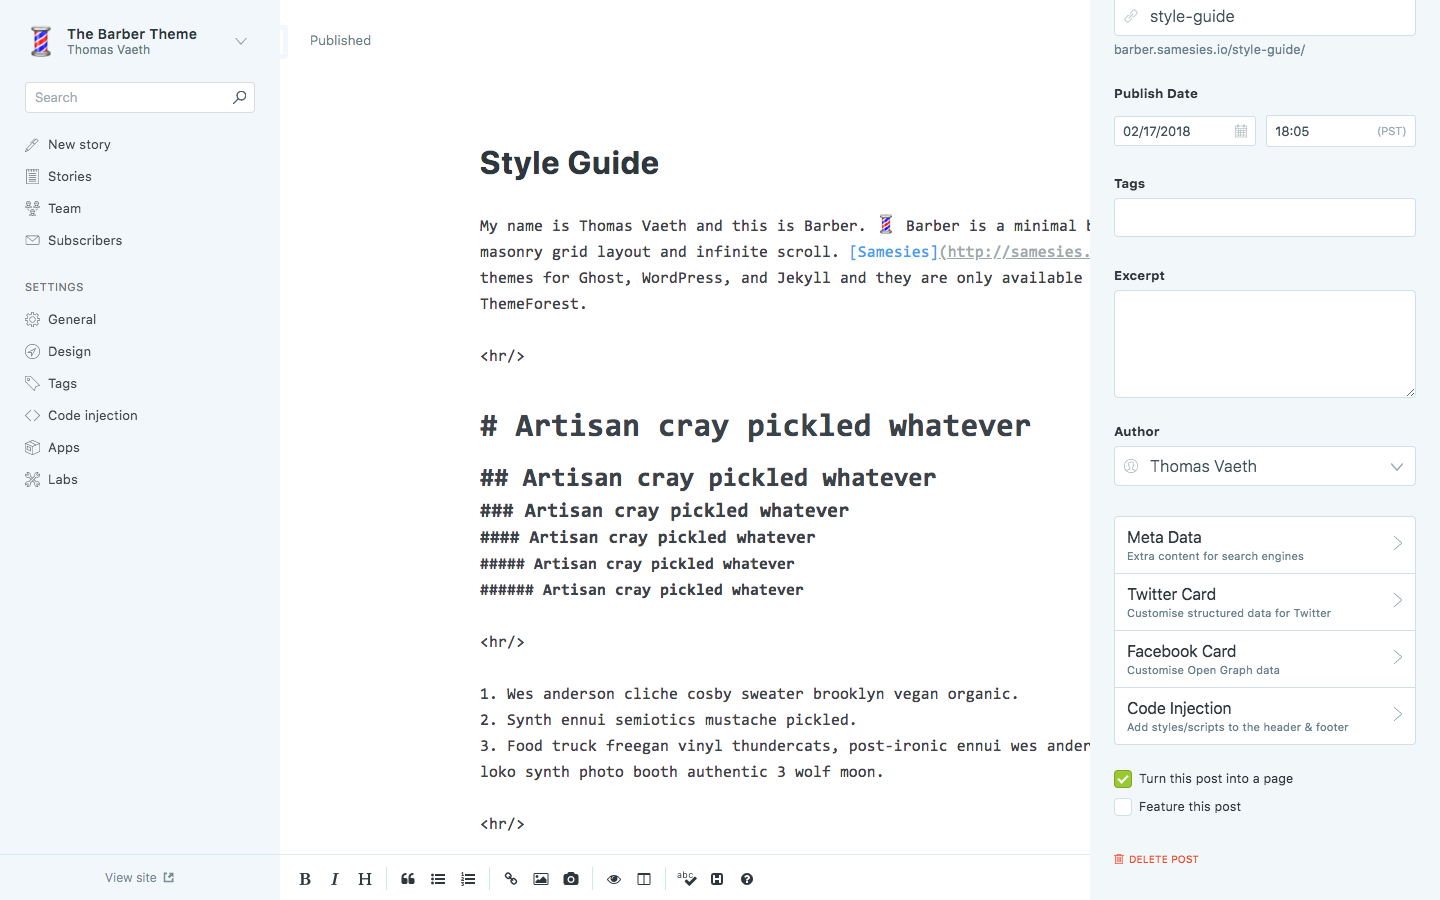 The Barber Theme
Thomas Vaeth
Search
New story
Stories
Team
Subscribers
SETTINGS
General
Design
Tags
Code injection
Apps
Labs
View site
Published
Style Guide
My name is Thomas Vaeth and this is Barber. 💈 Barber is a minimal b
masonry grid layout and infinite scroll. [Samesies](http://samesies.
themes for Ghost, WordPress, and Jekyll and they are only available
ThemeForest.
<hr/>
# Artisan cray pickled whatever
## Artisan cray pickled whatever
### Artisan cray pickled whatever
#### Artisan cray pickled whatever
##### Artisan cray pickled whatever
###### Artisan cray pickled whatever
<hr/>
1. Wes anderson cliche cosby sweater brooklyn vegan organic.
2. Synth ennui semiotics mustache pickled.
3. Food truck freegan vinyl thundercats, post-ironic ennui wes ander
loko synth photo booth authentic 3 wolf moon.
<hr/>
B I H
abc
style-guide
barber.samesies.io/style-guide/
Publish Date
02/17/2018
18:05 (PST)
Tags
Excerpt
Author
Thomas Vaeth
Meta Data
Extra content for search engines
Twitter Card
Customise structured data for Twitter
Facebook Card
Customise Open Graph data
Code Injection
Add styles/scripts to the header & footer
Turn this post into a page
Feature this post
DELETE POST